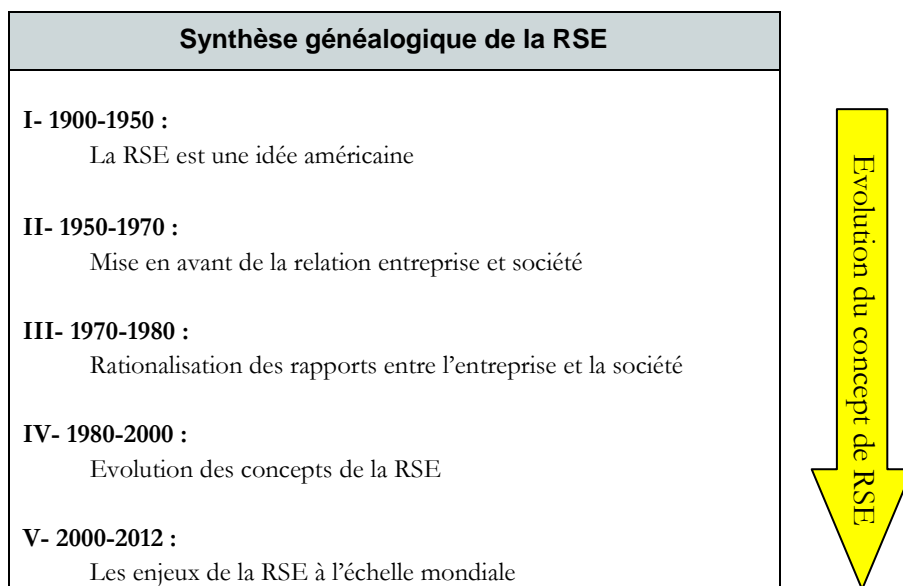 Synthèse généalogique de la RSE
I- 1900-1950 :
La RSE est une idée américaine
II- 1950-1970 :
Mise en avant de la relation entreprise et société
III- 1970-1980 :
Rationalisation des rapports entre l’entreprise et la société
IV- 1980-2000 :
Evolution des concepts de la RSE
V- 2000-2012 :
Les enjeux de la RSE à l’échelle mondiale
Evolution du concept de RSE